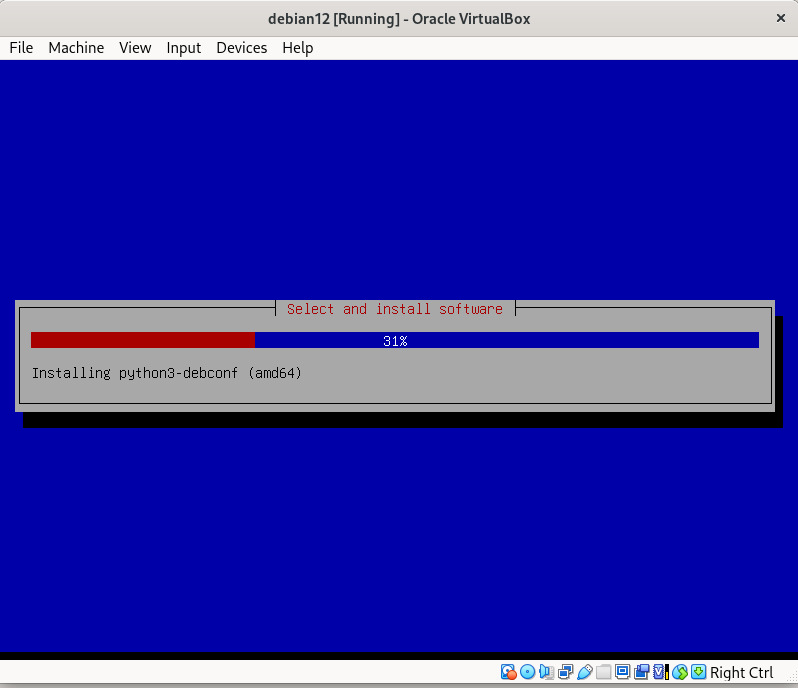 debian12 [Running] - Oracle VirtualBox
File Machine View Input Devices Help
Select and install software
31%
Installing python3-debconf (amd64)
Right Ctrl